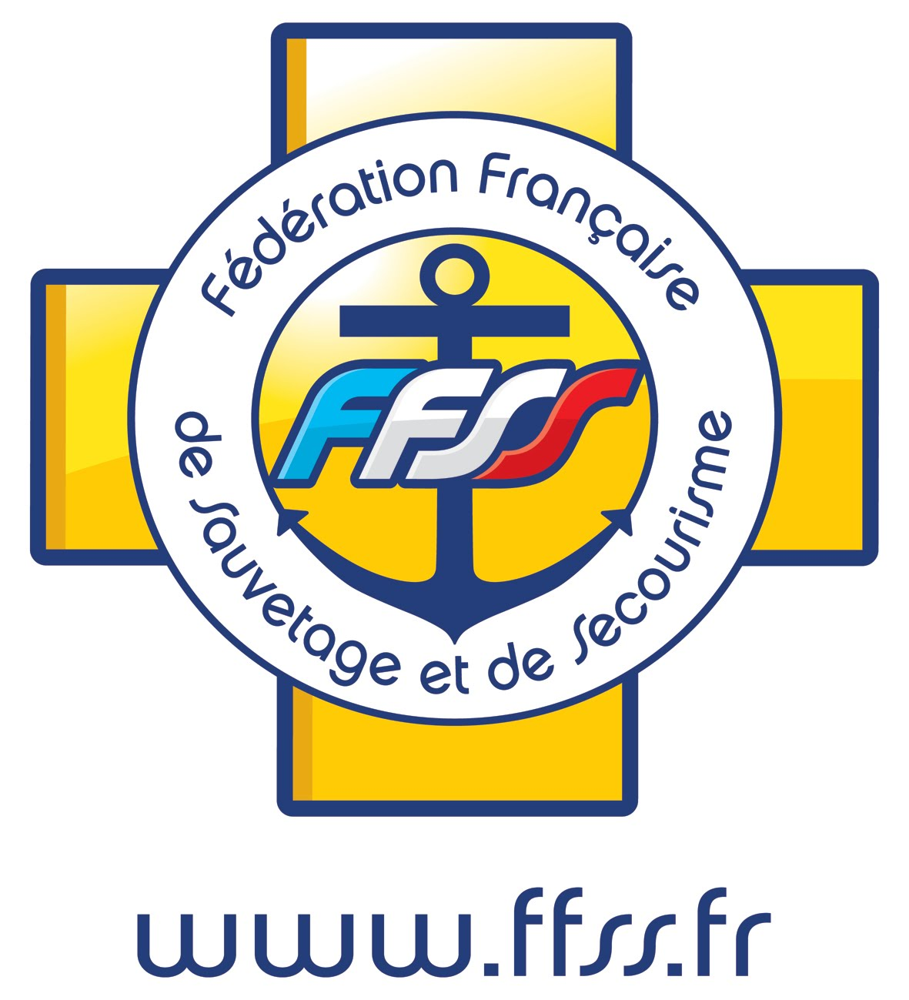 Fédération Française
FFSS
de Sauvetage et de Secourisme
www.ffss.fr